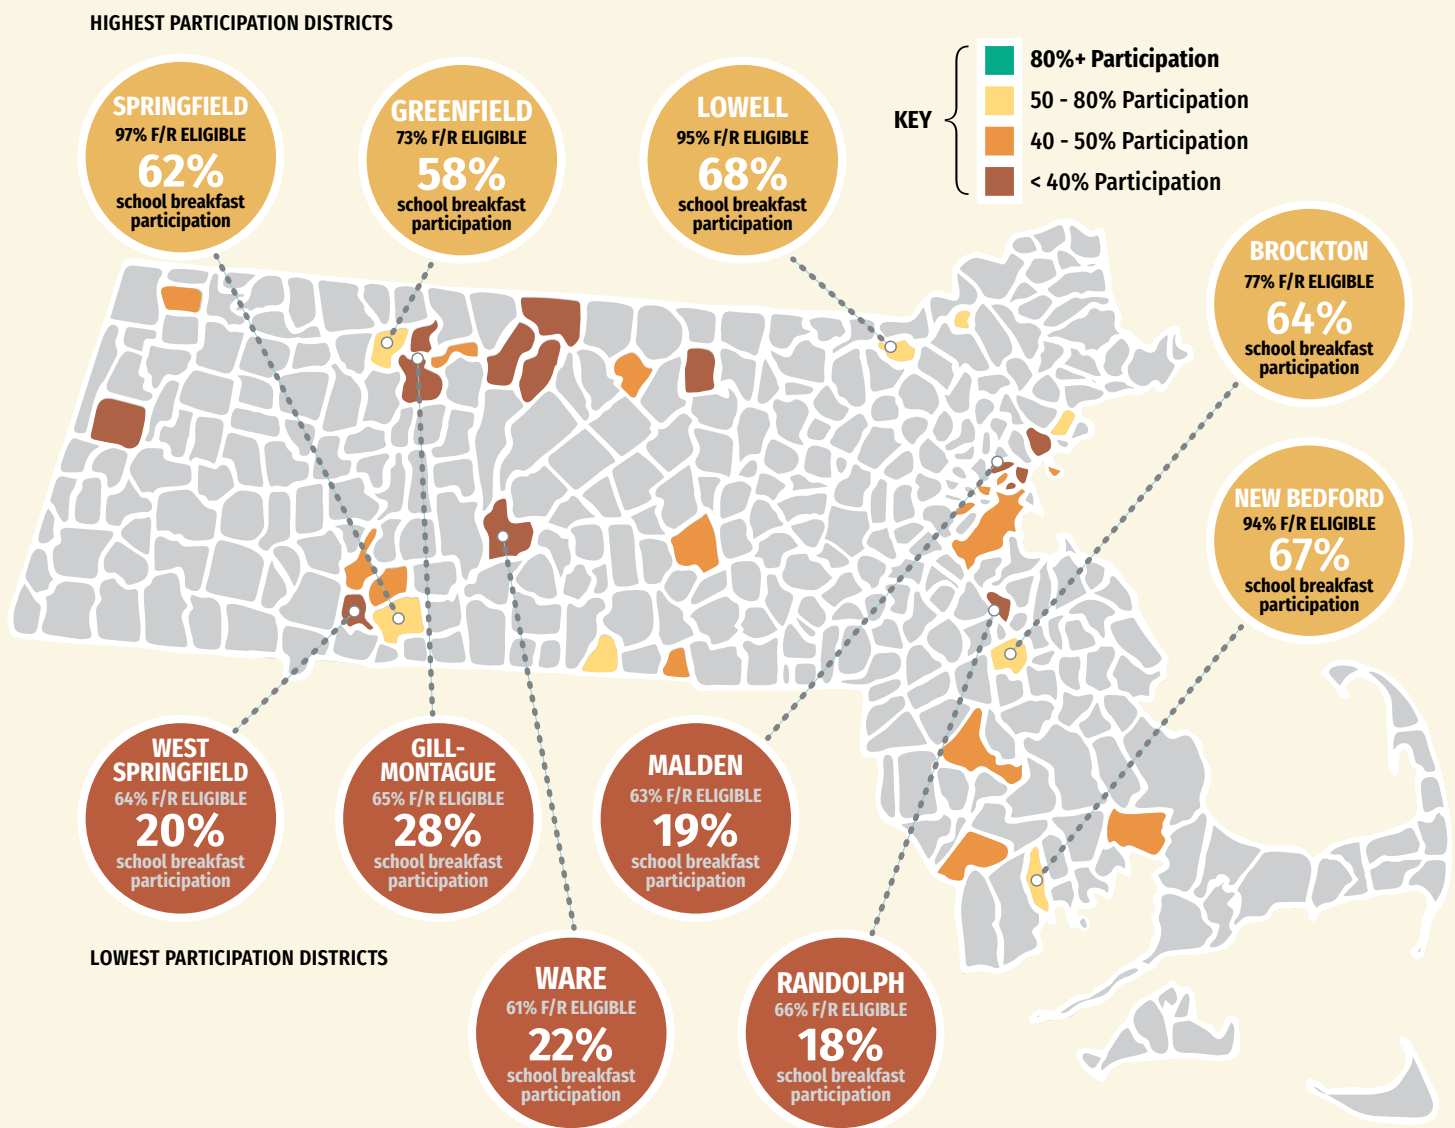 HIGHEST PARTICIPATION DISTRICTS
SPRINGFIELD
97% F/R ELIGIBLE
62%
school breakfast
participation
GREENFIELD
73% F/R ELIGIBLE
58%
school breakfast
participation
LOWELL
95% F/R ELIGIBLE
68%
school breakfast
participation
KEY
80%+ Participation
50 - 80% Participation
40 - 50% Participation
< 40% Participation
BROCKTON
77% F/R ELIGIBLE
64%
school breakfast
participation
NEW BEDFORD
94% F/R ELIGIBLE
67%
school breakfast
participation
WEST
SPRINGFIELD
64% F/R ELIGIBLE
20%
school breakfast
participation
GILL-
MONTAGUE
65% F/R ELIGIBLE
28%
school breakfast
participation
MALDEN
63% F/R ELIGIBLE
19%
school breakfast
participation
LOWEST PARTICIPATION DISTRICTS
WARE
61% F/R ELIGIBLE
22%
school breakfast
participation
RANDOLPH
66% F/R ELIGIBLE
18%
school breakfast
participation